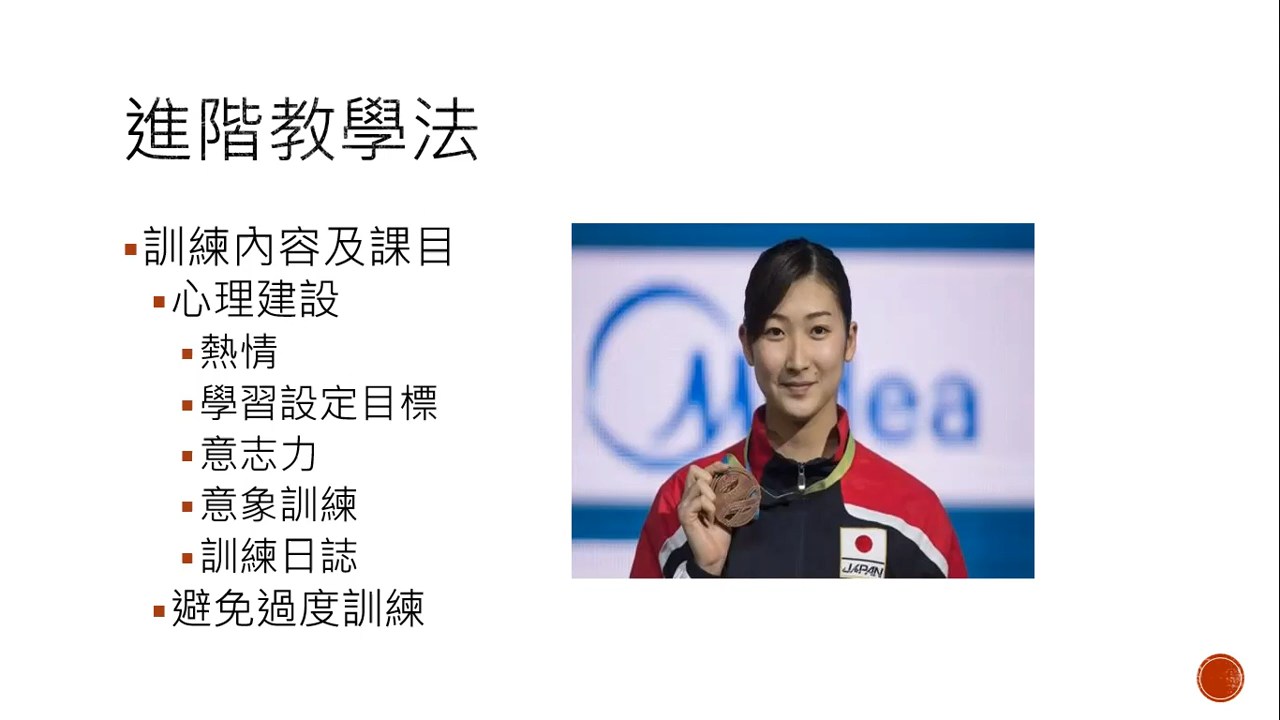 進階教學法
訓練內容及課目
心理建設
熱情
學習設定目標
意志力
意象訓練
訓練日誌
避免過度訓練
Midea
JAPAN